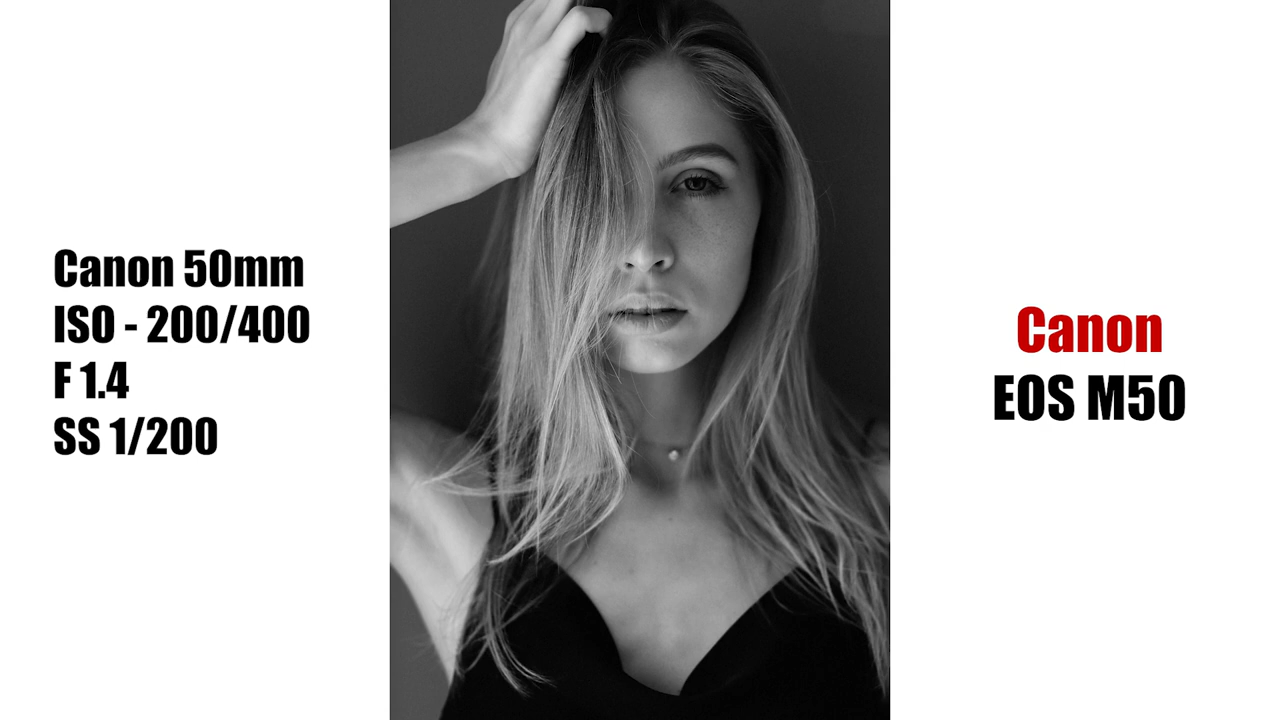 Canon 50mm
ISO - 200/400
F 1.4
SS 1/200
Canon
EOS M50